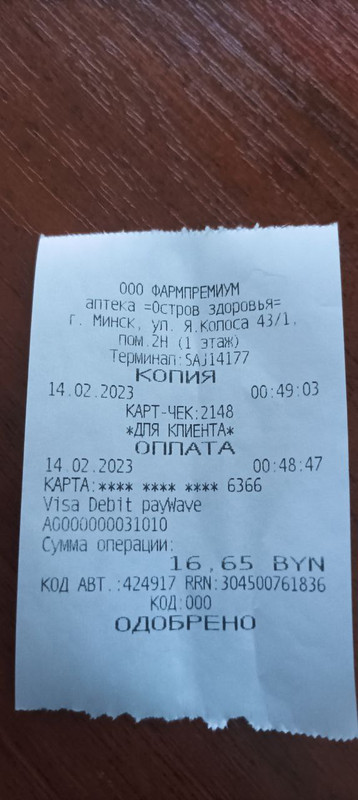 ООО ФАРМПРЕМИУМ
аптека =Остров здоровья=
г. Минск, ул. Я.Колоса 43/1,
пом.2Н (1 этаж)
Терминал:SAJ14177
КОПИЯ
14.02.2023 00:49:03
КАРТ-ЧЕК:2148
*ДЛЯ КЛИЕНТА*
ОПЛАТА
14.02.2023 00:48:47
КАРТА:**** **** **** 6366
Visa Debit payWave
A0000000031010
Сумма операции:
16,65 BYN
КОД АВТ.:424917 RRN:304500761836
КОД:000
ОДОБРЕНО